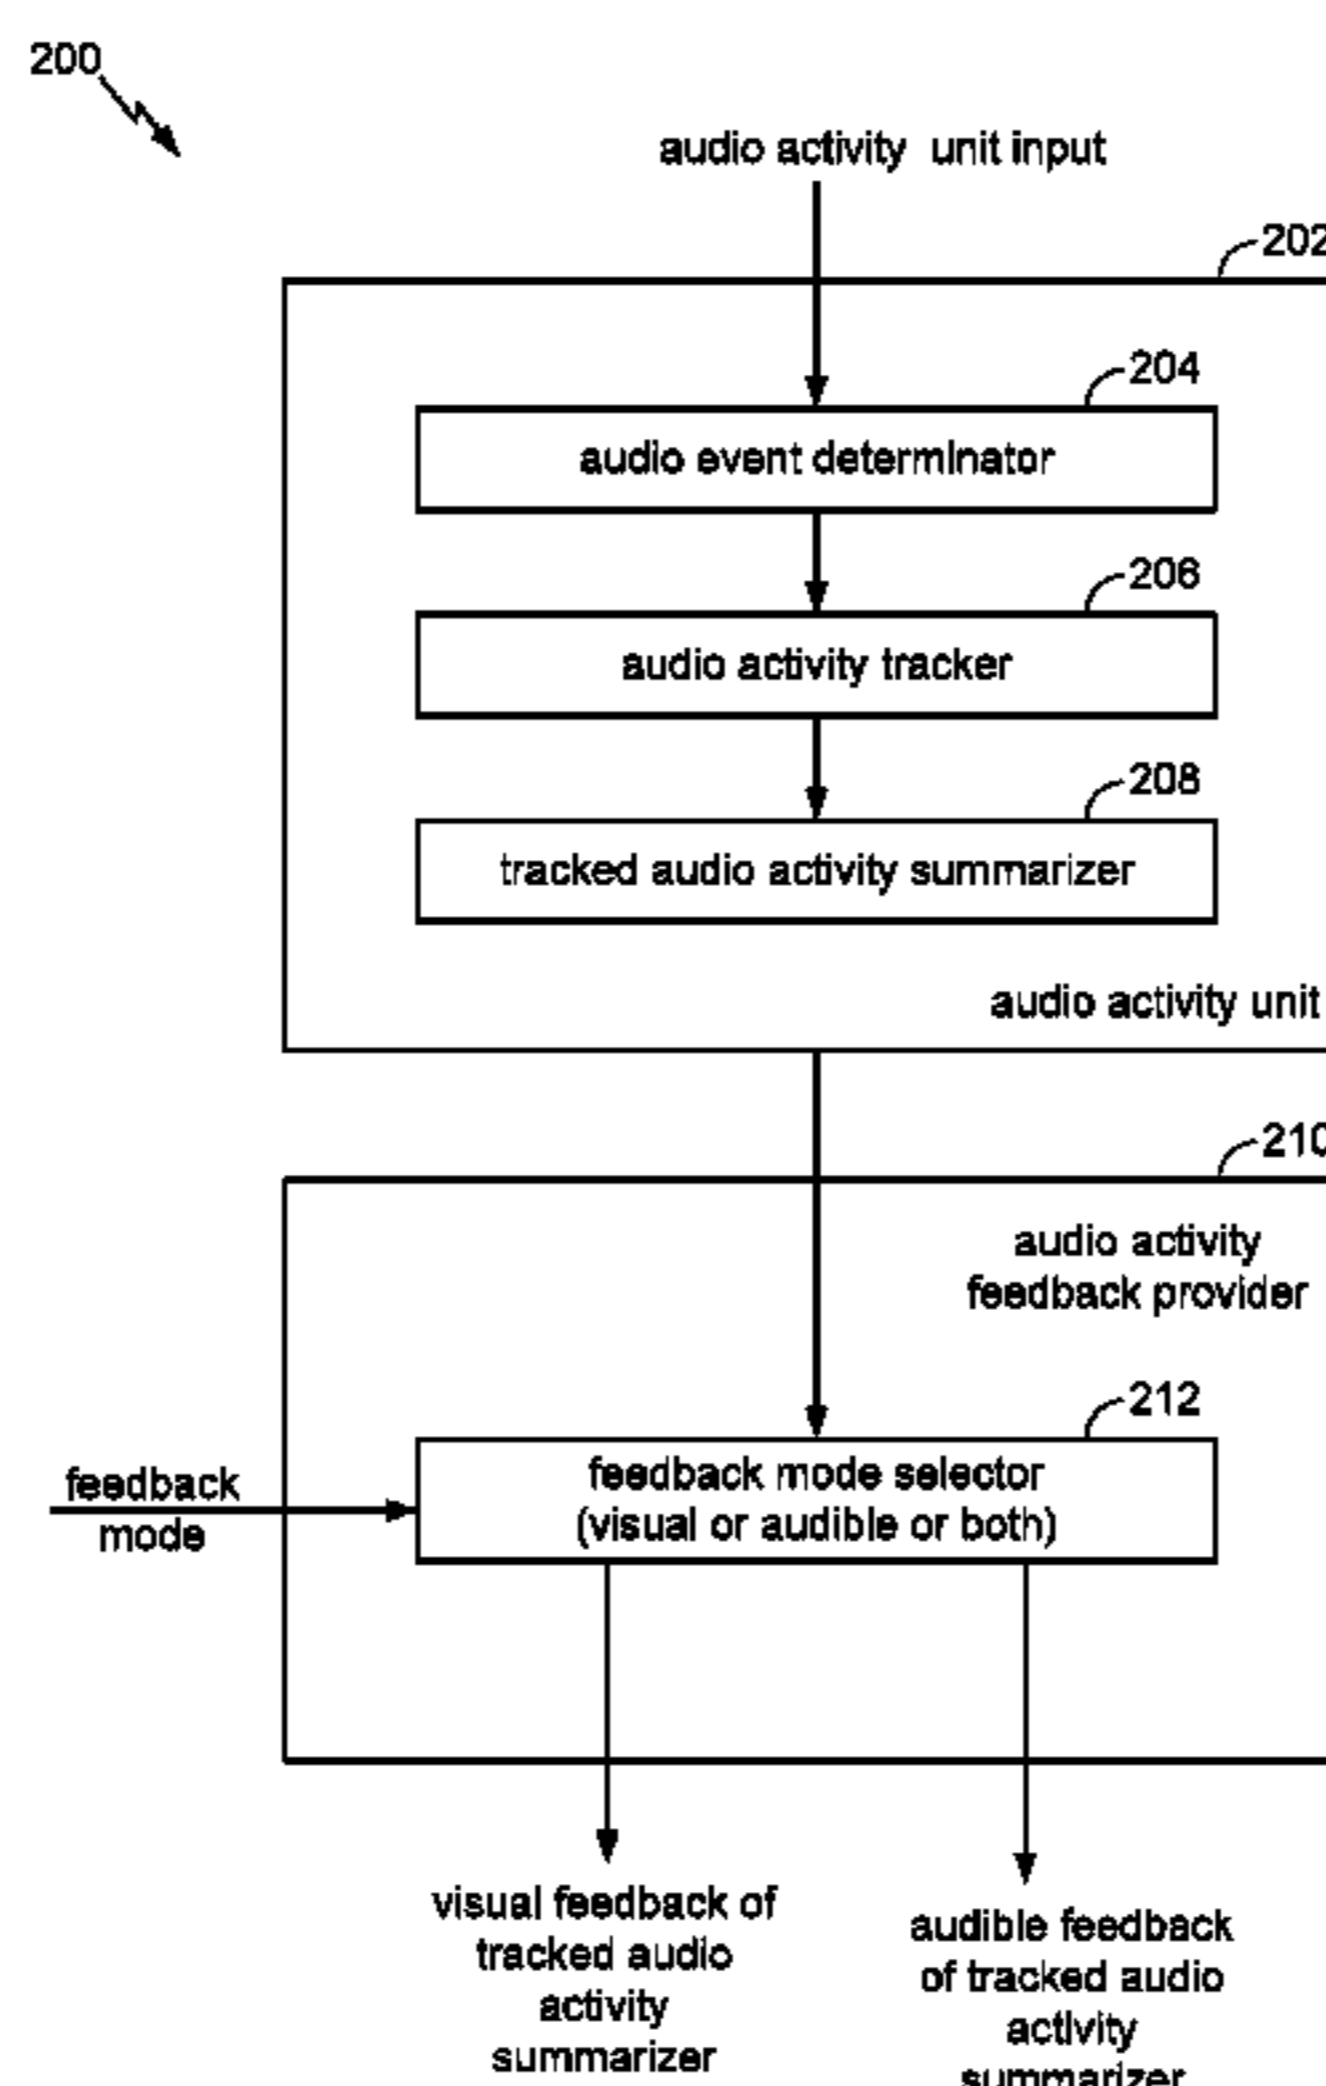 200
audio activity unit input
202
204
audio event determinator
206
audio activity tracker
208
tracked audio activity summarizer
audio activity unit
210
audio activity
feedback provider
212
feedback mode selector
(visual or audible or both)
feedback
mode
visual feedback of
tracked audio
activity
summarizer
audible feedback
of tracked audio
activity
summarizer